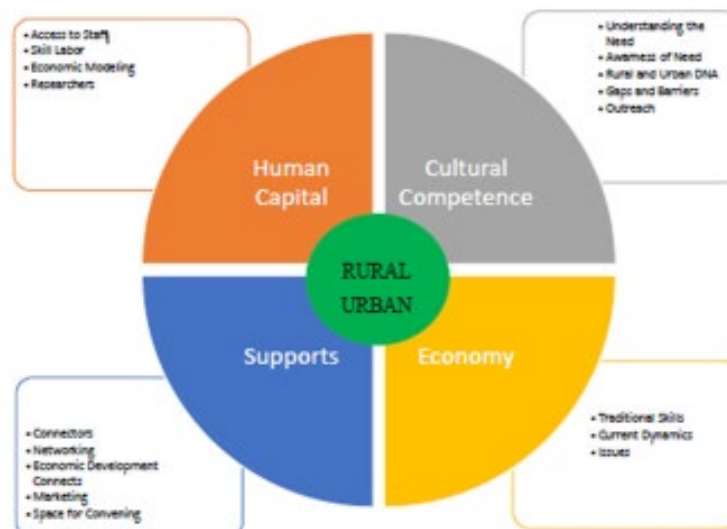 • Access to Staff
• Skill Labor
• Economic Modeling
• Researchers
• Understanding the
Need
• Awarness of Need
• Rural and Urban DNA
• Gaps and Barriers
• Outreach
Human
Capital
Cultural
Competence
RURAL
URBAN
Supports
Economy
• Connectors
• Networking
• Economic Development
Connects
• Marketing
• Space for Convening
• Traditional Skills
• Current Dynamics
• Issues